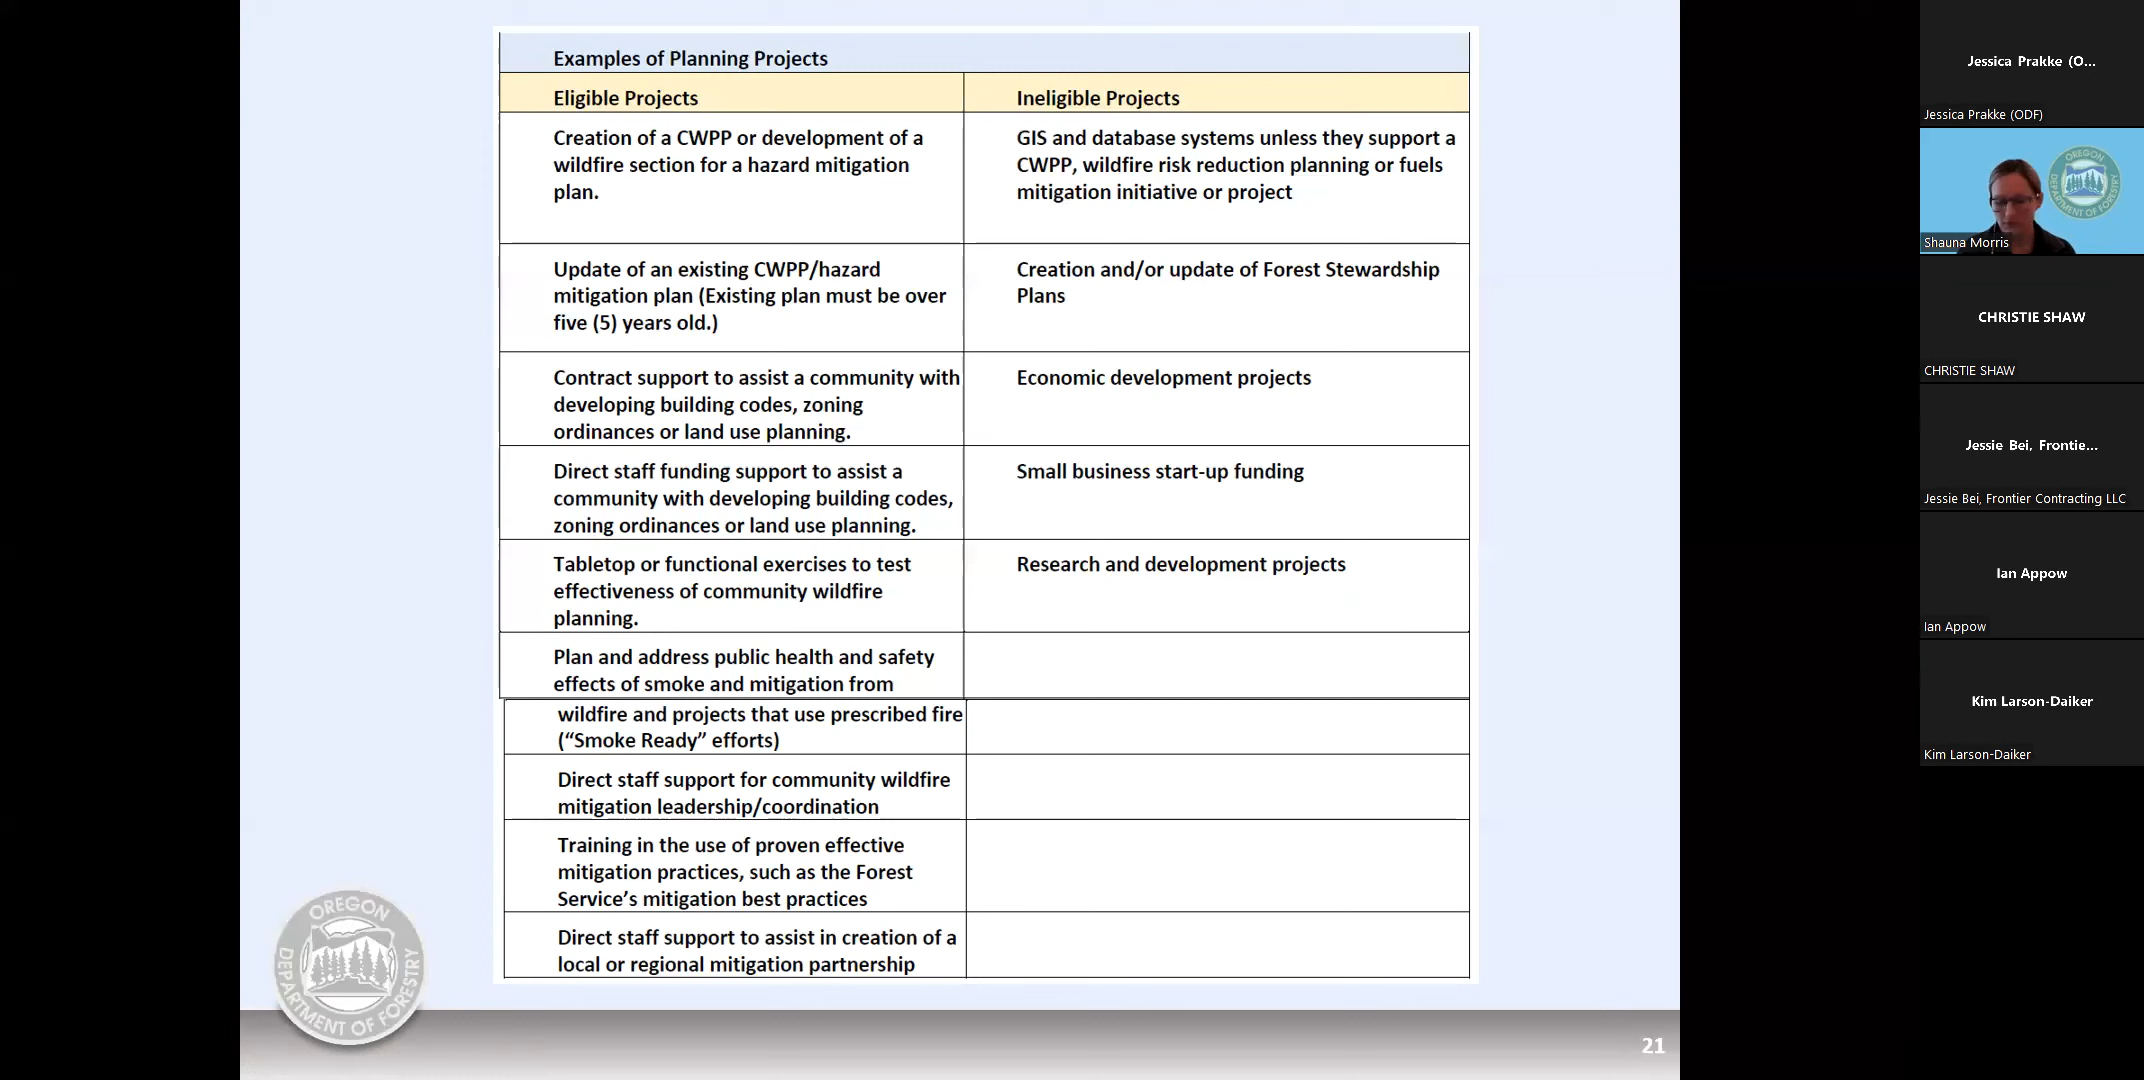 Examples of Planning Projects
Eligible Projects
Ineligible Projects
Creation of a CWPP or development of a
wildfire section for a hazard mitigation
plan.
GIS and database systems unless they support a
CWPP, wildfire risk reduction planning or fuels
mitigation initiative or project
Update of an existing CWPP/hazard
mitigation plan (Existing plan must be over
five (5) years old.)
Creation and/or update of Forest Stewardship
Plans
Contract support to assist a community with
developing building codes, zoning
ordinances or land use planning.
Economic development projects
Direct staff funding support to assist a
community with developing building codes,
zoning ordinances or land use planning.
Small business start-up funding
Tabletop or functional exercises to test
effectiveness of community wildfire
planning.
Research and development projects
Plan and address public health and safety
effects of smoke and mitigation from
wildfire and projects that use prescribed fire
(“Smoke Ready” efforts)
Direct staff support for community wildfire
mitigation leadership/coordination
Training in the use of proven effective
mitigation practices, such as the Forest
Service’s mitigation best practices
Direct staff support to assist in creation of a
local or regional mitigation partnership
OREGON
DEPARTMENT OF FORESTRY
21
Jessica Prakke (O...
Jessica Prakke (ODF)
OREGON
DEPARTMENT OF FORESTRY
Shauna Morris
CHRISTIE SHAW
CHRISTIE SHAW
Jessie Bei, Frontie...
Jessie Bei, Frontier Contracting LLC
Ian Appow
Ian Appow
Kim Larson-Daiker
Kim Larson-Daiker